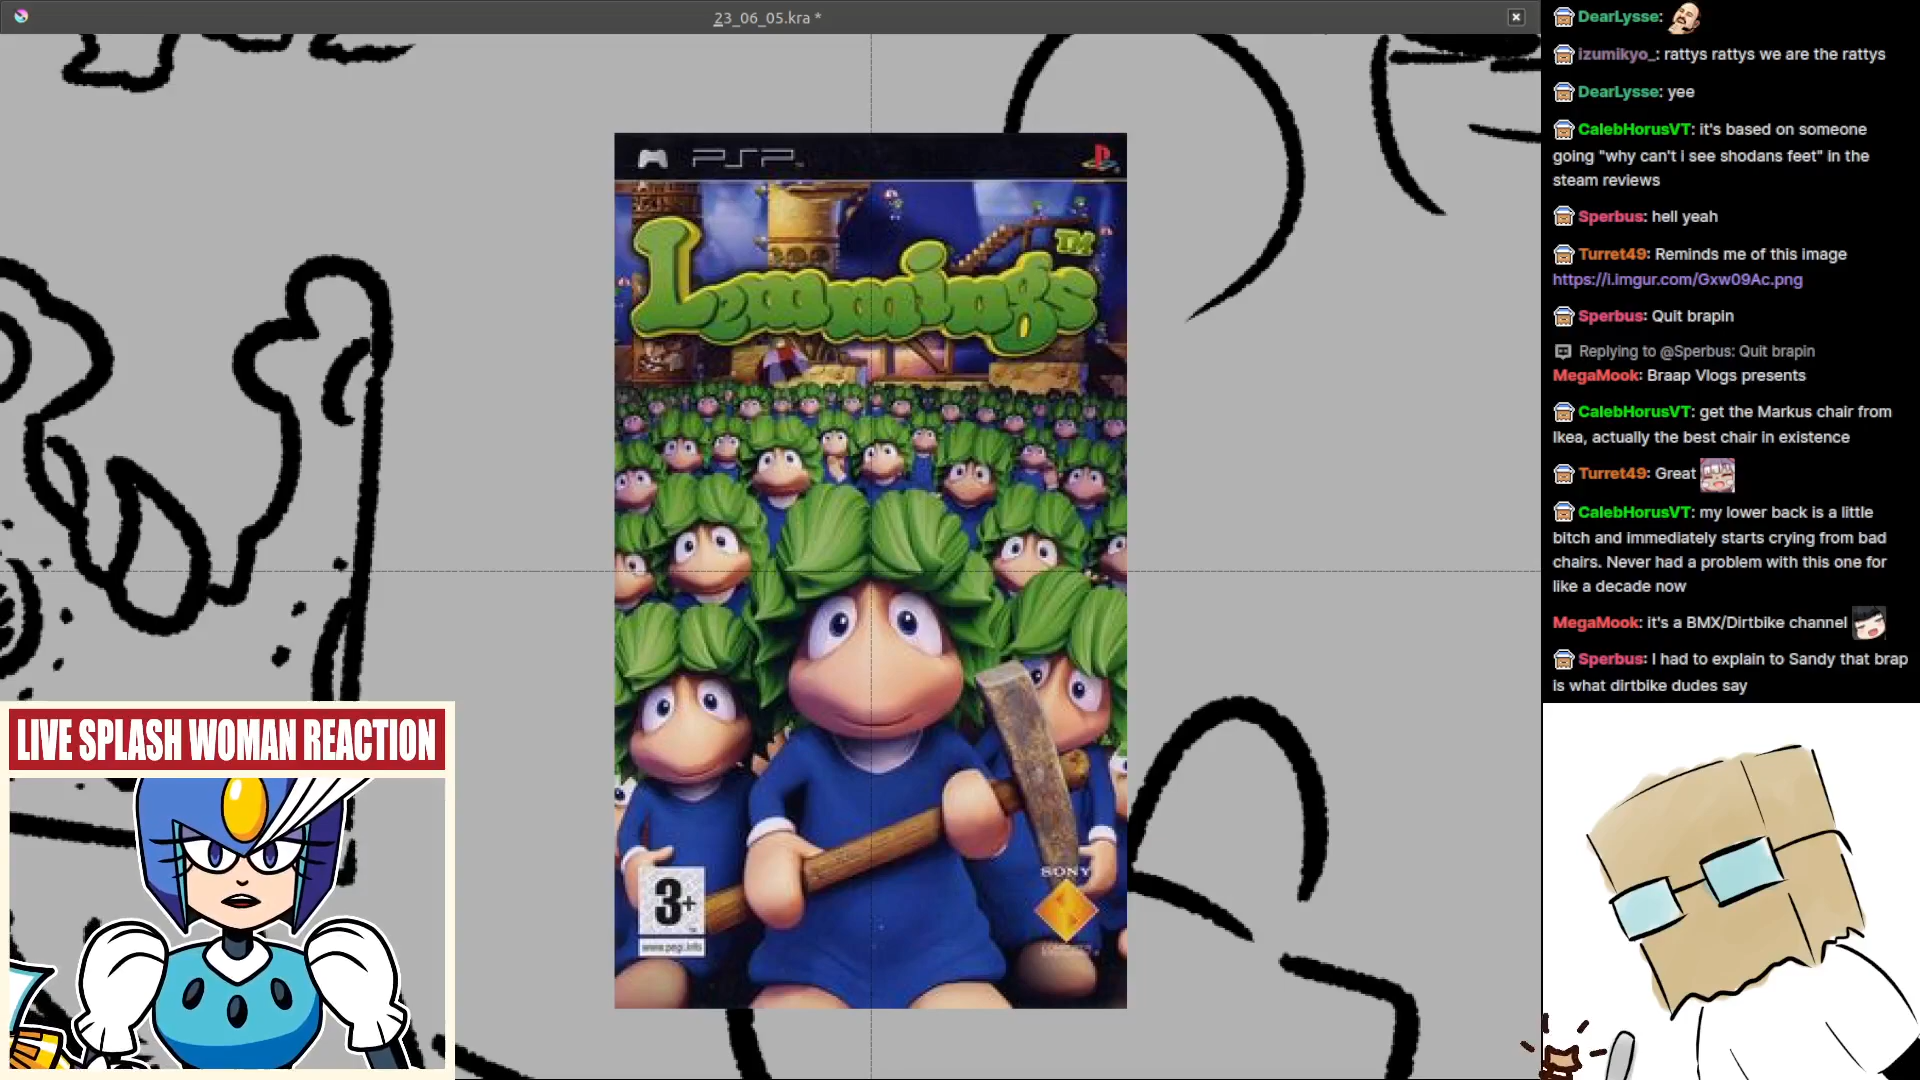 23_06_05.kra *
DearLysse:
izumikyo_: rattys rattys we are the rattys
DearLysse: yee
CalebHorusVT: it's based on someone
going "why can't i see shodans feet" in the
steam reviews
Sperbus: hell yeah
Turret49: Reminds me of this image
https://i.imgur.com/Gxw09Ac.png
Sperbus: Quit brapin
Replying to @Sperbus: Quit brapin
MegaMook: Braap Vlogs presents
CalebHorusVT: get the Markus chair from
Ikea, actually the best chair in existence
Turret49: Great
CalebHorusVT: my lower back is a little
bitch and immediately starts crying from bad
chairs. Never had a problem with this one for
like a decade now
MegaMook: it's a BMX/Dirtbike channel
Sperbus: I had to explain to Sandy that brap
is what dirtbike dudes say
PSP
Lemmings TM
3+
www.pegi.info
SONY
LIVE SPLASH WOMAN REACTION